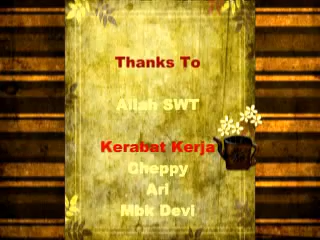 Thanks To
Allah SWT
Kerabat Kerja
Cheppy
Ari
Mbk Devi